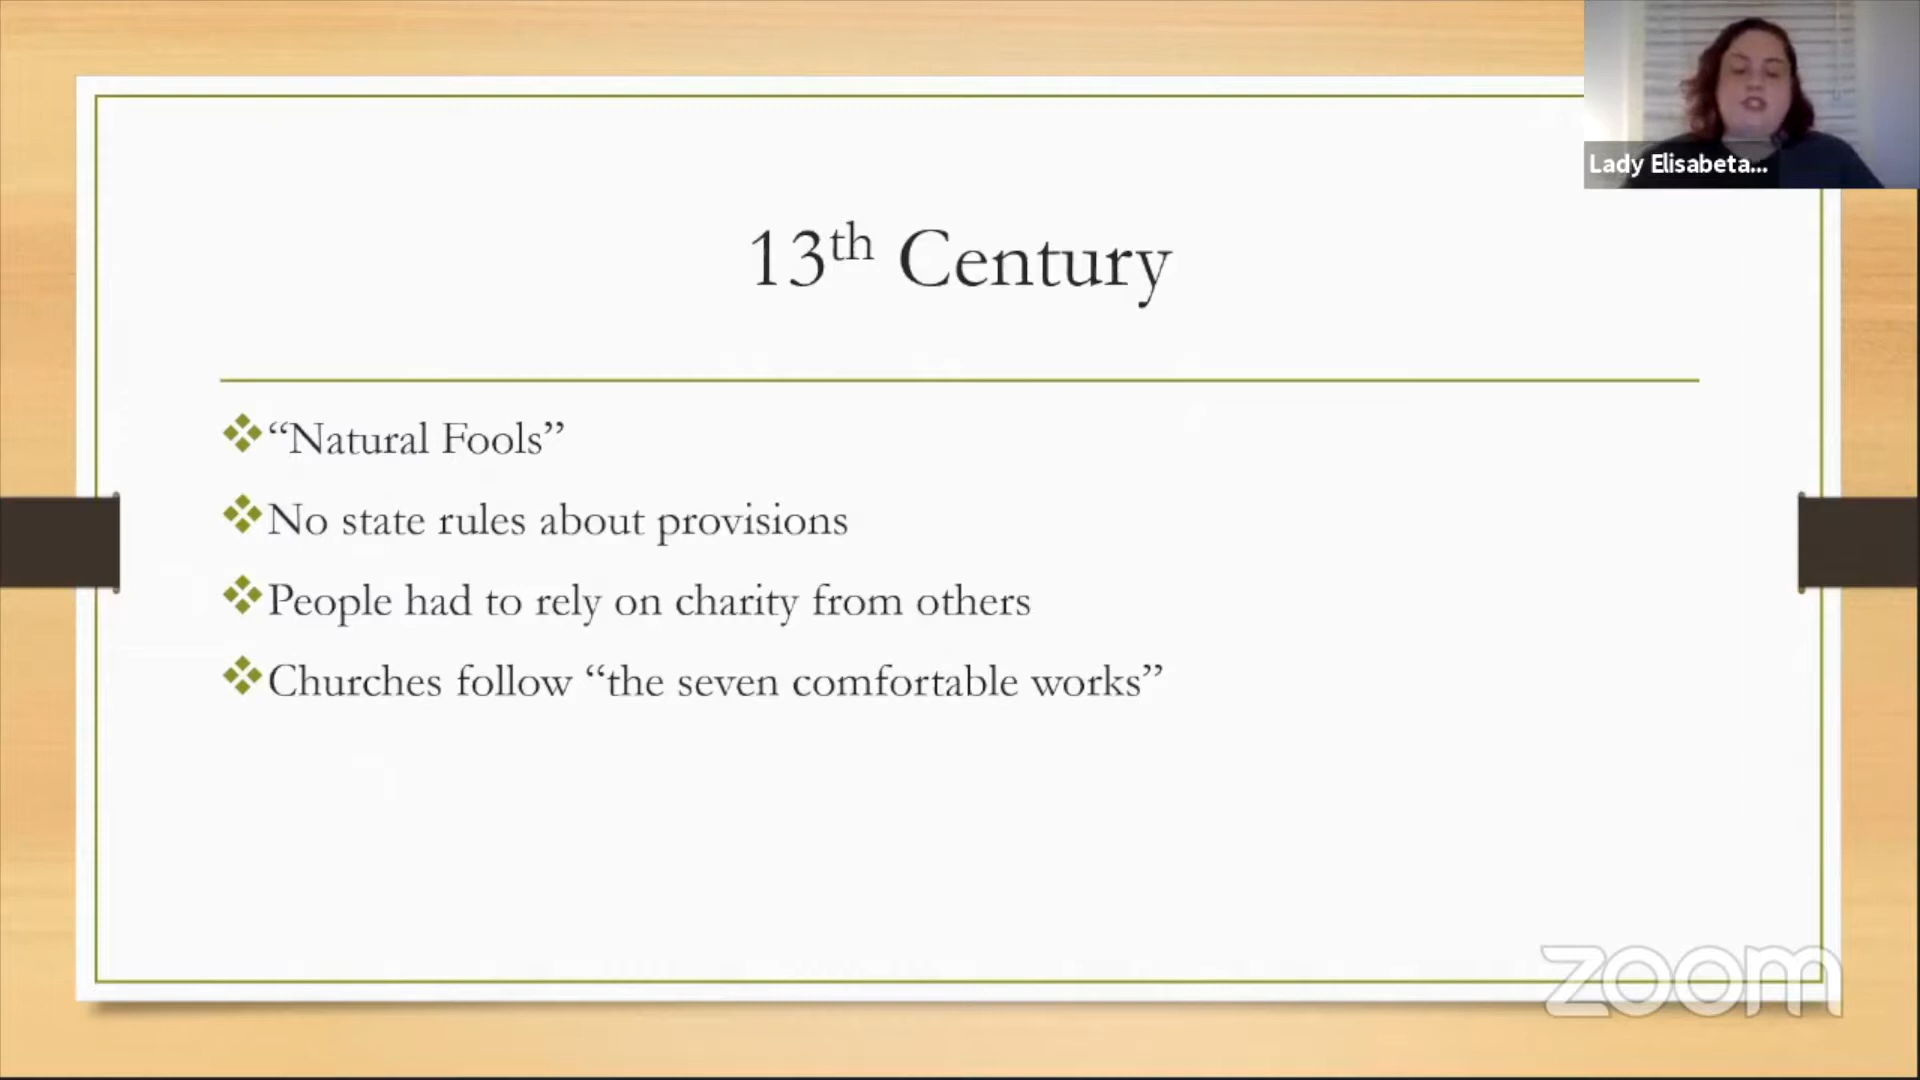 Lady Elisabeta...
13th Century
“Natural Fools”
No state rules about provisions
People had to rely on charity from others
Churches follow “the seven comfortable works”
zoom